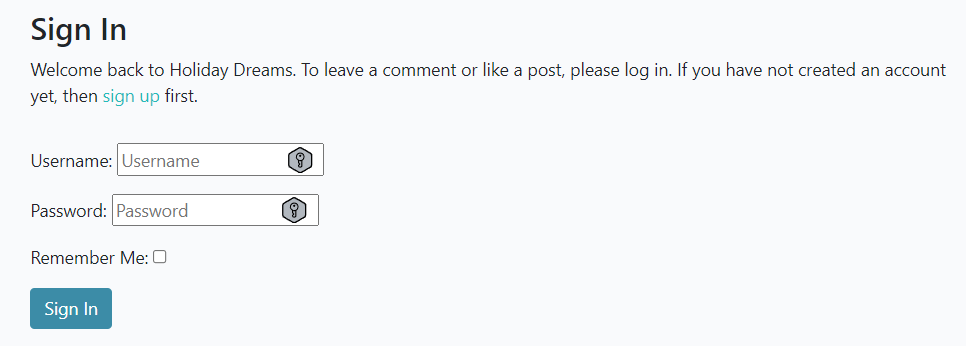 Sign In
Welcome back to Holiday Dreams. To leave a comment or like a post, please log in. If you have not created an account
yet, then sign up first.
Username: Username
Password: Password
Remember Me:
Sign In